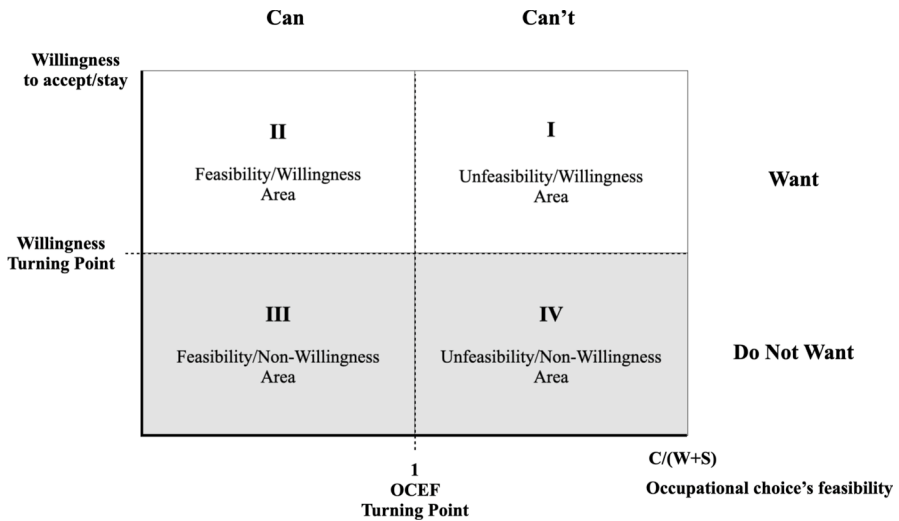 Can
Can't
Willingness
to accept/stay
II
Feasibility/Willingness
Area
I
Unfeasibility/Willingness
Area
Want
Willingness
Turning Point
III
Feasibility/Non-Willingness
Area
IV
Unfeasibility/Non-Willingness
Area
Do Not Want
1
OCEF
Turning Point
C/(W+S)
Occupational choice's feasibility